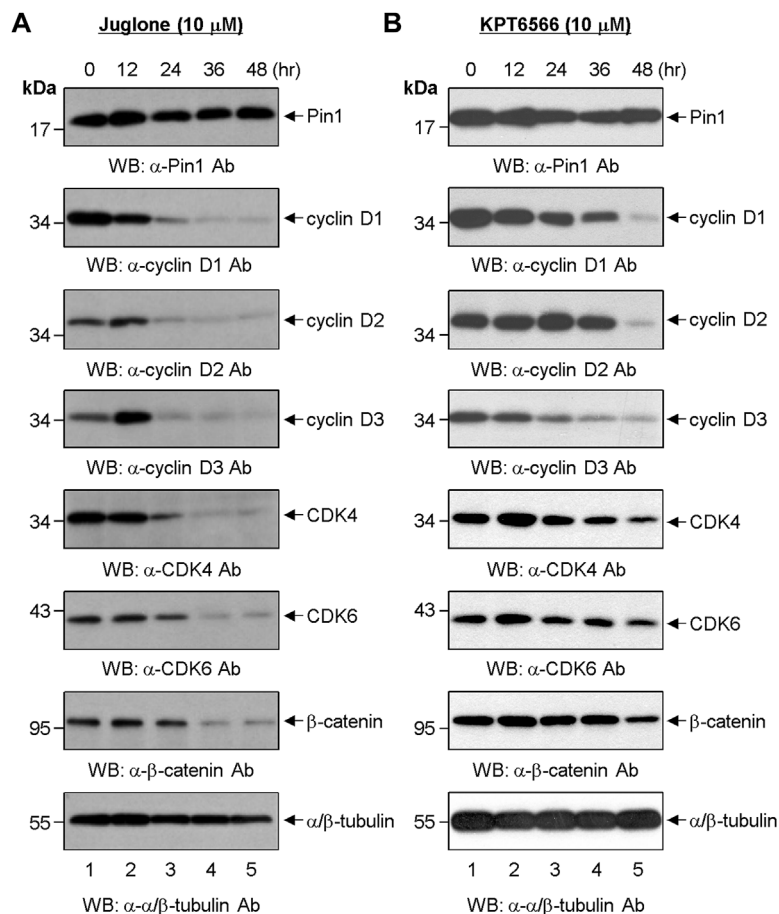 A
Juglone (10 μM)
0 12 24 36 48 (hr)
kDa
17
Pin1
WB: α-Pin1 Ab
34
cyclin D1
WB: α-cyclin D1 Ab
34
cyclin D2
WB: α-cyclin D2 Ab
34
cyclin D3
WB: α-cyclin D3 Ab
34
CDK4
WB: α-CDK4 Ab
43
CDK6
WB: α-CDK6 Ab
95
β-catenin
WB: α-β-catenin Ab
55
α/β-tubulin
1 2 3 4 5
WB: α-α/β-tubulin Ab
B
KPT6566 (10 μM)
0 12 24 36 48 (hr)
kDa
17
Pin1
WB: α-Pin1 Ab
34
cyclin D1
WB: α-cyclin D1 Ab
34
cyclin D2
WB: α-cyclin D2 Ab
34
cyclin D3
WB: α-cyclin D3 Ab
34
CDK4
WB: α-CDK4 Ab
43
CDK6
WB: α-CDK6 Ab
95
β-catenin
WB: α-β-catenin Ab
55
α/β-tubulin
1 2 3 4 5
WB: α-α/β-tubulin Ab